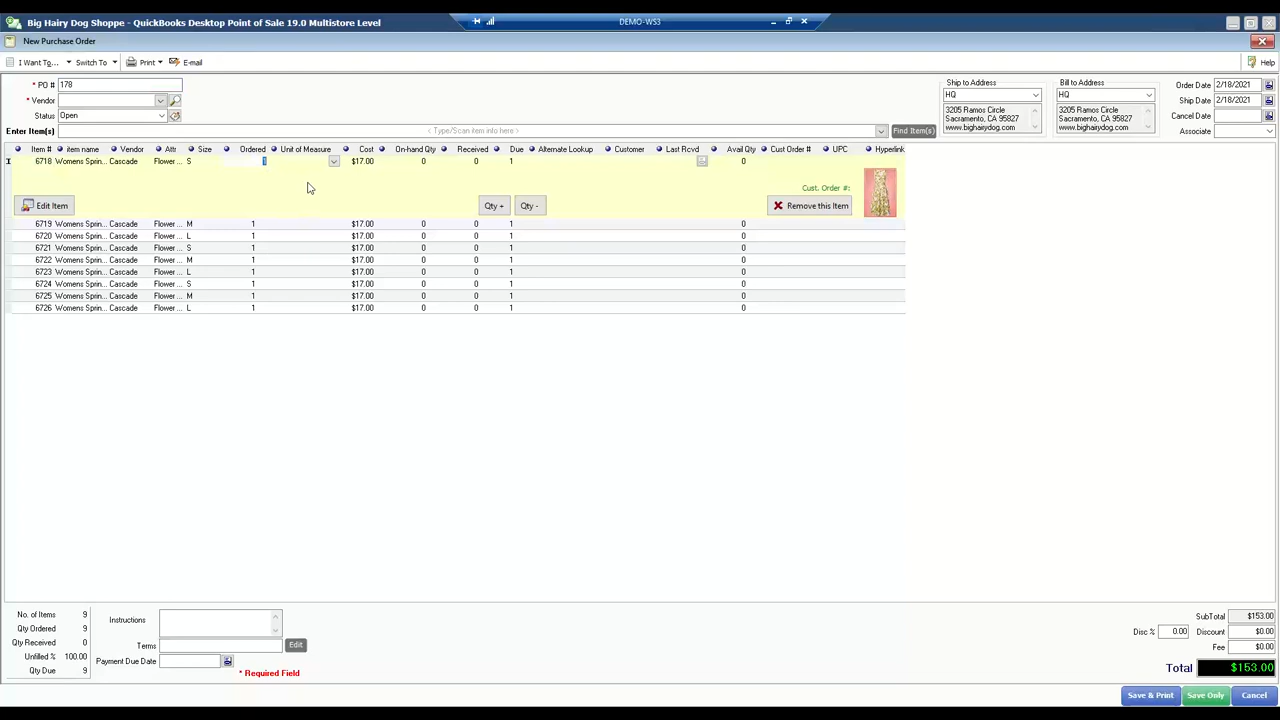 Big Hairy Dog Shoppe - QuickBooks Desktop Point of Sale 19.0 Multistore Level
DEMO-WS3
New Purchase Order
I Want To... Switch To Print E-mail Help
* PO # 178
* Vendor
Status Open
Ship to Address
HQ
3205 Ramos Circle
Sacramento, CA 95827
www.bighairydog.com
Bill to Address
HQ
3205 Ramos Circle
Sacramento, CA 95827
www.bighairydog.com
Order Date 2/18/2021
Ship Date 2/18/2021
Cancel Date
Associate
Enter Item(s) < Type/Scan item info here > Find Item(s)
Item # item name Vendor Attr Size Ordered Unit of Measure Cost On-hand Qty Received Due Alternate Lookup Customer Last Rcvd Avail Qty Cust Order # UPC Hyperlink
6718 Womens Sprin... Cascade Flower ... S 1 $17.00 0 0 1 0
Cust. Order #:
Edit Item Qty + Qty - Remove this Item
6719 Womens Sprin... Cascade Flower ... M 1 $17.00 0 0 1 0
6720 Womens Sprin... Cascade Flower ... L 1 $17.00 0 0 1 0
6721 Womens Sprin... Cascade Flower ... S 1 $17.00 0 0 1 0
6722 Womens Sprin... Cascade Flower ... M 1 $17.00 0 0 1 0
6723 Womens Sprin... Cascade Flower ... L 1 $17.00 0 0 1 0
6724 Womens Sprin... Cascade Flower ... S 1 $17.00 0 0 1 0
6725 Womens Sprin... Cascade Flower ... M 1 $17.00 0 0 1 0
6726 Womens Sprin... Cascade Flower ... L 1 $17.00 0 0 1 0
No. of Items 9
Qty Ordered 9
Qty Received 0
Unfilled % 100.00
Qty Due 9
Instructions
Terms Edit
Payment Due Date
* Required Field
SubTotal $153.00
Disc % 0.00 Discount $0.00
Fee $0.00
Total $153.00
Save & Print Save Only Cancel